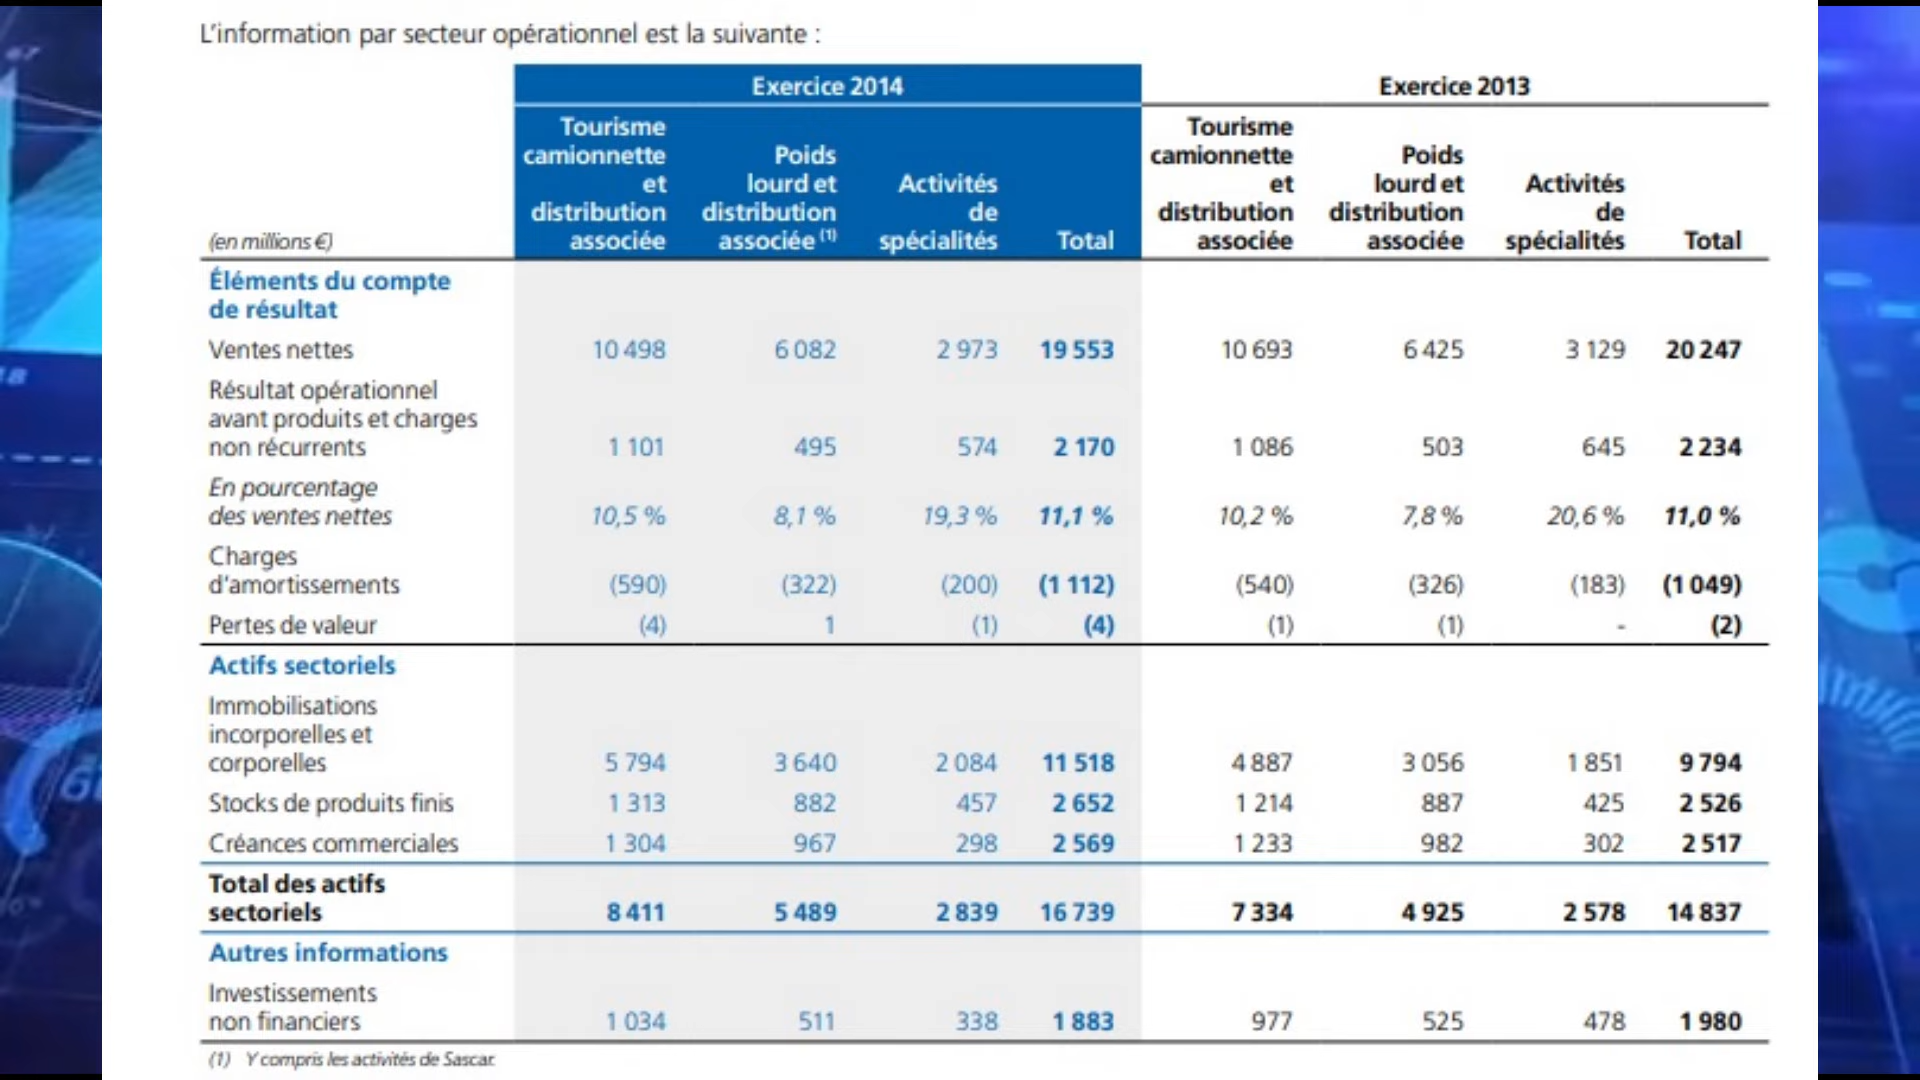 L'information par secteur opérationnel est la suivante :
Exercice 2014 Exercice 2013
(en millions €) Tourisme camionnette et distribution associée Poids lourd et distribution associée (1) Activités de spécialités Total Tourisme camionnette et distribution associée Poids lourd et distribution associée Activités de spécialités Total
Éléments du compte
de résultat
Ventes nettes 10 498 6 082 2 973 19 553 10 693 6 425 3 129 20 247
Résultat opérationnel
avant produits et charges
non récurrents 1 101 495 574 2 170 1 086 503 645 2 234
En pourcentage
des ventes nettes 10,5 % 8,1 % 19,3 % 11,1 % 10,2 % 7,8 % 20,6 % 11,0 %
Charges
d'amortissements (590) (322) (200) (1 112) (540) (326) (183) (1 049)
Pertes de valeur (4) 1 (1) (4) (1) (1) - (2)
Actifs sectoriels
Immobilisations
incorporelles et
corporelles 5 794 3 640 2 084 11 518 4 887 3 056 1 851 9 794
Stocks de produits finis 1 313 882 457 2 652 1 214 887 425 2 526
Créances commerciales 1 304 967 298 2 569 1 233 982 302 2 517
Total des actifs
sectoriels 8 411 5 489 2 839 16 739 7 334 4 925 2 578 14 837
Autres informations
Investissements
non financiers 1 034 511 338 1 883 977 525 478 1 980
(1) Y compris les activités de Sascar.